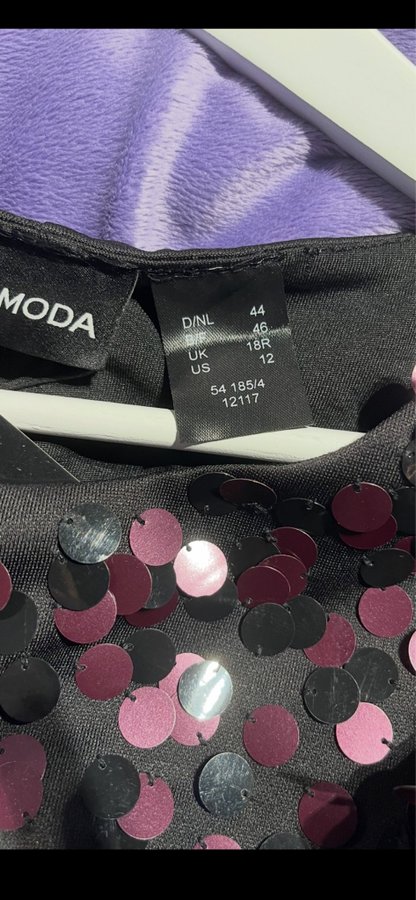 MODA
D/NL 44
B/F 46
UK 18R
US 12
54 185/4
12117